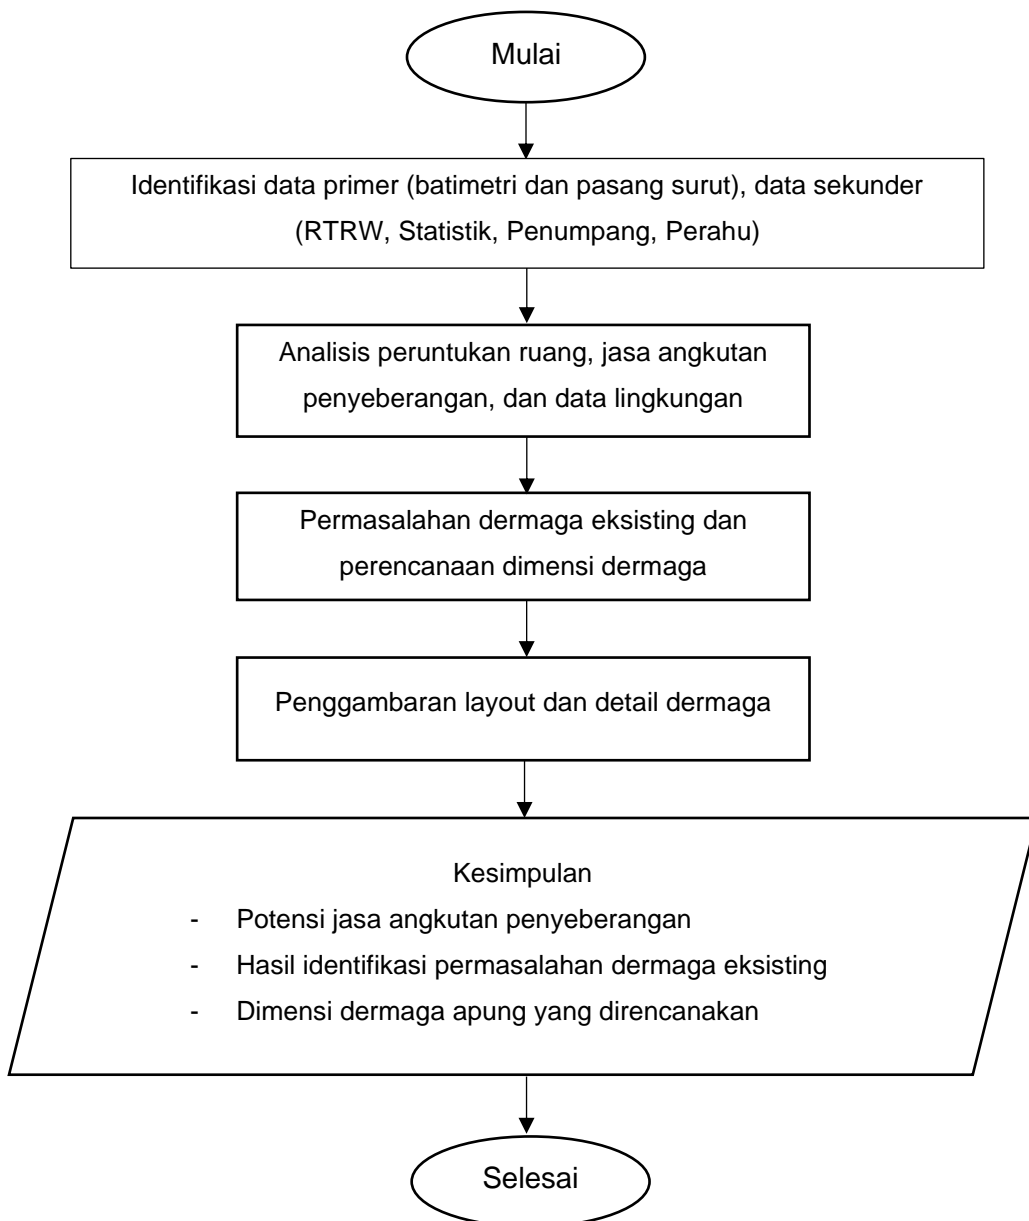 Mulai
Identifikasi data primer (batimetri dan pasang surut), data sekunder
(RTRW, Statistik, Penumpang, Perahu)
Analisis peruntukan ruang, jasa angkutan
penyeberangan, dan data lingkungan
Permasalahan dermaga eksisting dan
perencanaan dimensi dermaga
Penggambaran layout dan detail dermaga
Kesimpulan
- Potensi jasa angkutan penyeberangan
- Hasil identifikasi permasalahan dermaga eksisting
- Dimensi dermaga apung yang direncanakan
Selesai